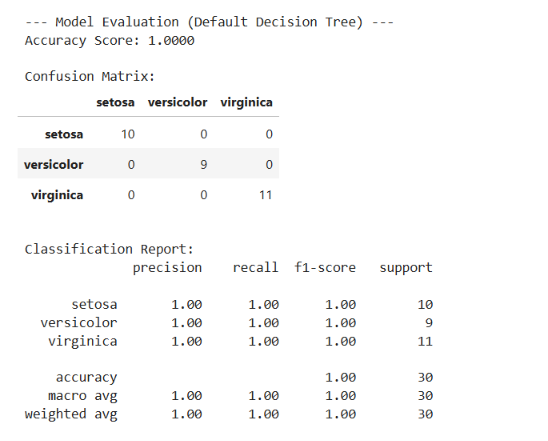 --- Model Evaluation (Default Decision Tree) ---
Accuracy Score: 1.0000
Confusion Matrix:
setosa versicolor virginica
setosa 10 0 0
versicolor 0 9 0
virginica 0 0 11
Classification Report:
precision recall f1-score support
setosa 1.00 1.00 1.00 10
versicolor 1.00 1.00 1.00 9
virginica 1.00 1.00 1.00 11
accuracy 1.00 30
macro avg 1.00 1.00 1.00 30
weighted avg 1.00 1.00 1.00 30